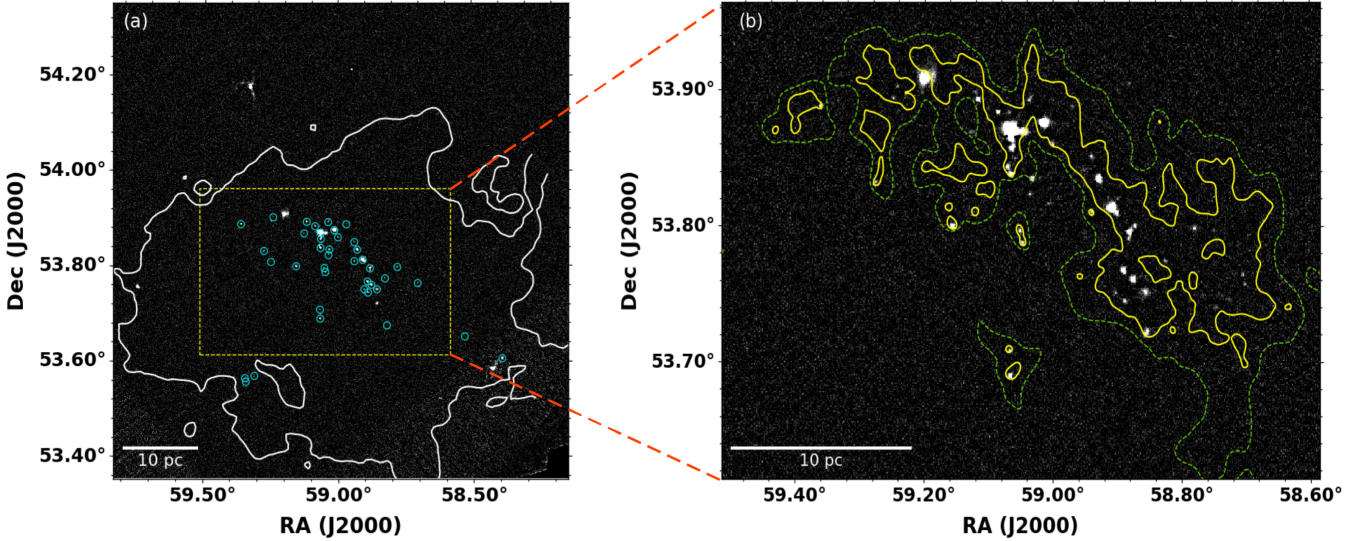 (a)
54.20°
54.00°
53.80°
53.60°
53.40°
Dec (J2000)
10 pc
59.50°
59.00°
58.50°
RA (J2000)
(b)
53.90°
53.80°
53.70°
Dec (J2000)
10 pc
59.40°
59.20°
59.00°
58.80°
58.60°
RA (J2000)